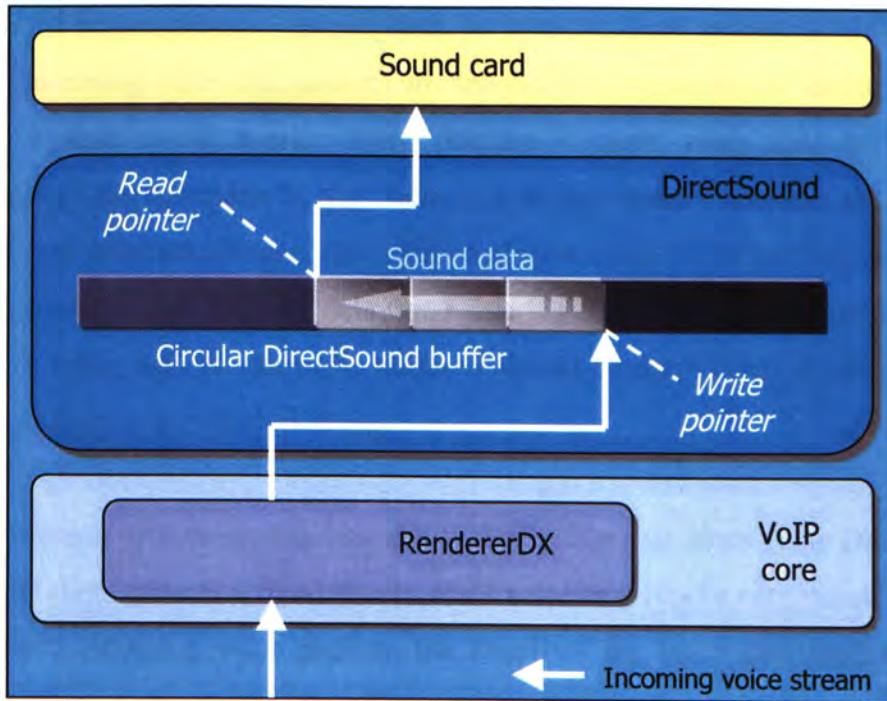 Sound card
DirectSound
Read
pointer
Sound data
Circular DirectSound buffer
Write
pointer
RendererDX
VoIP
core
Incoming voice stream